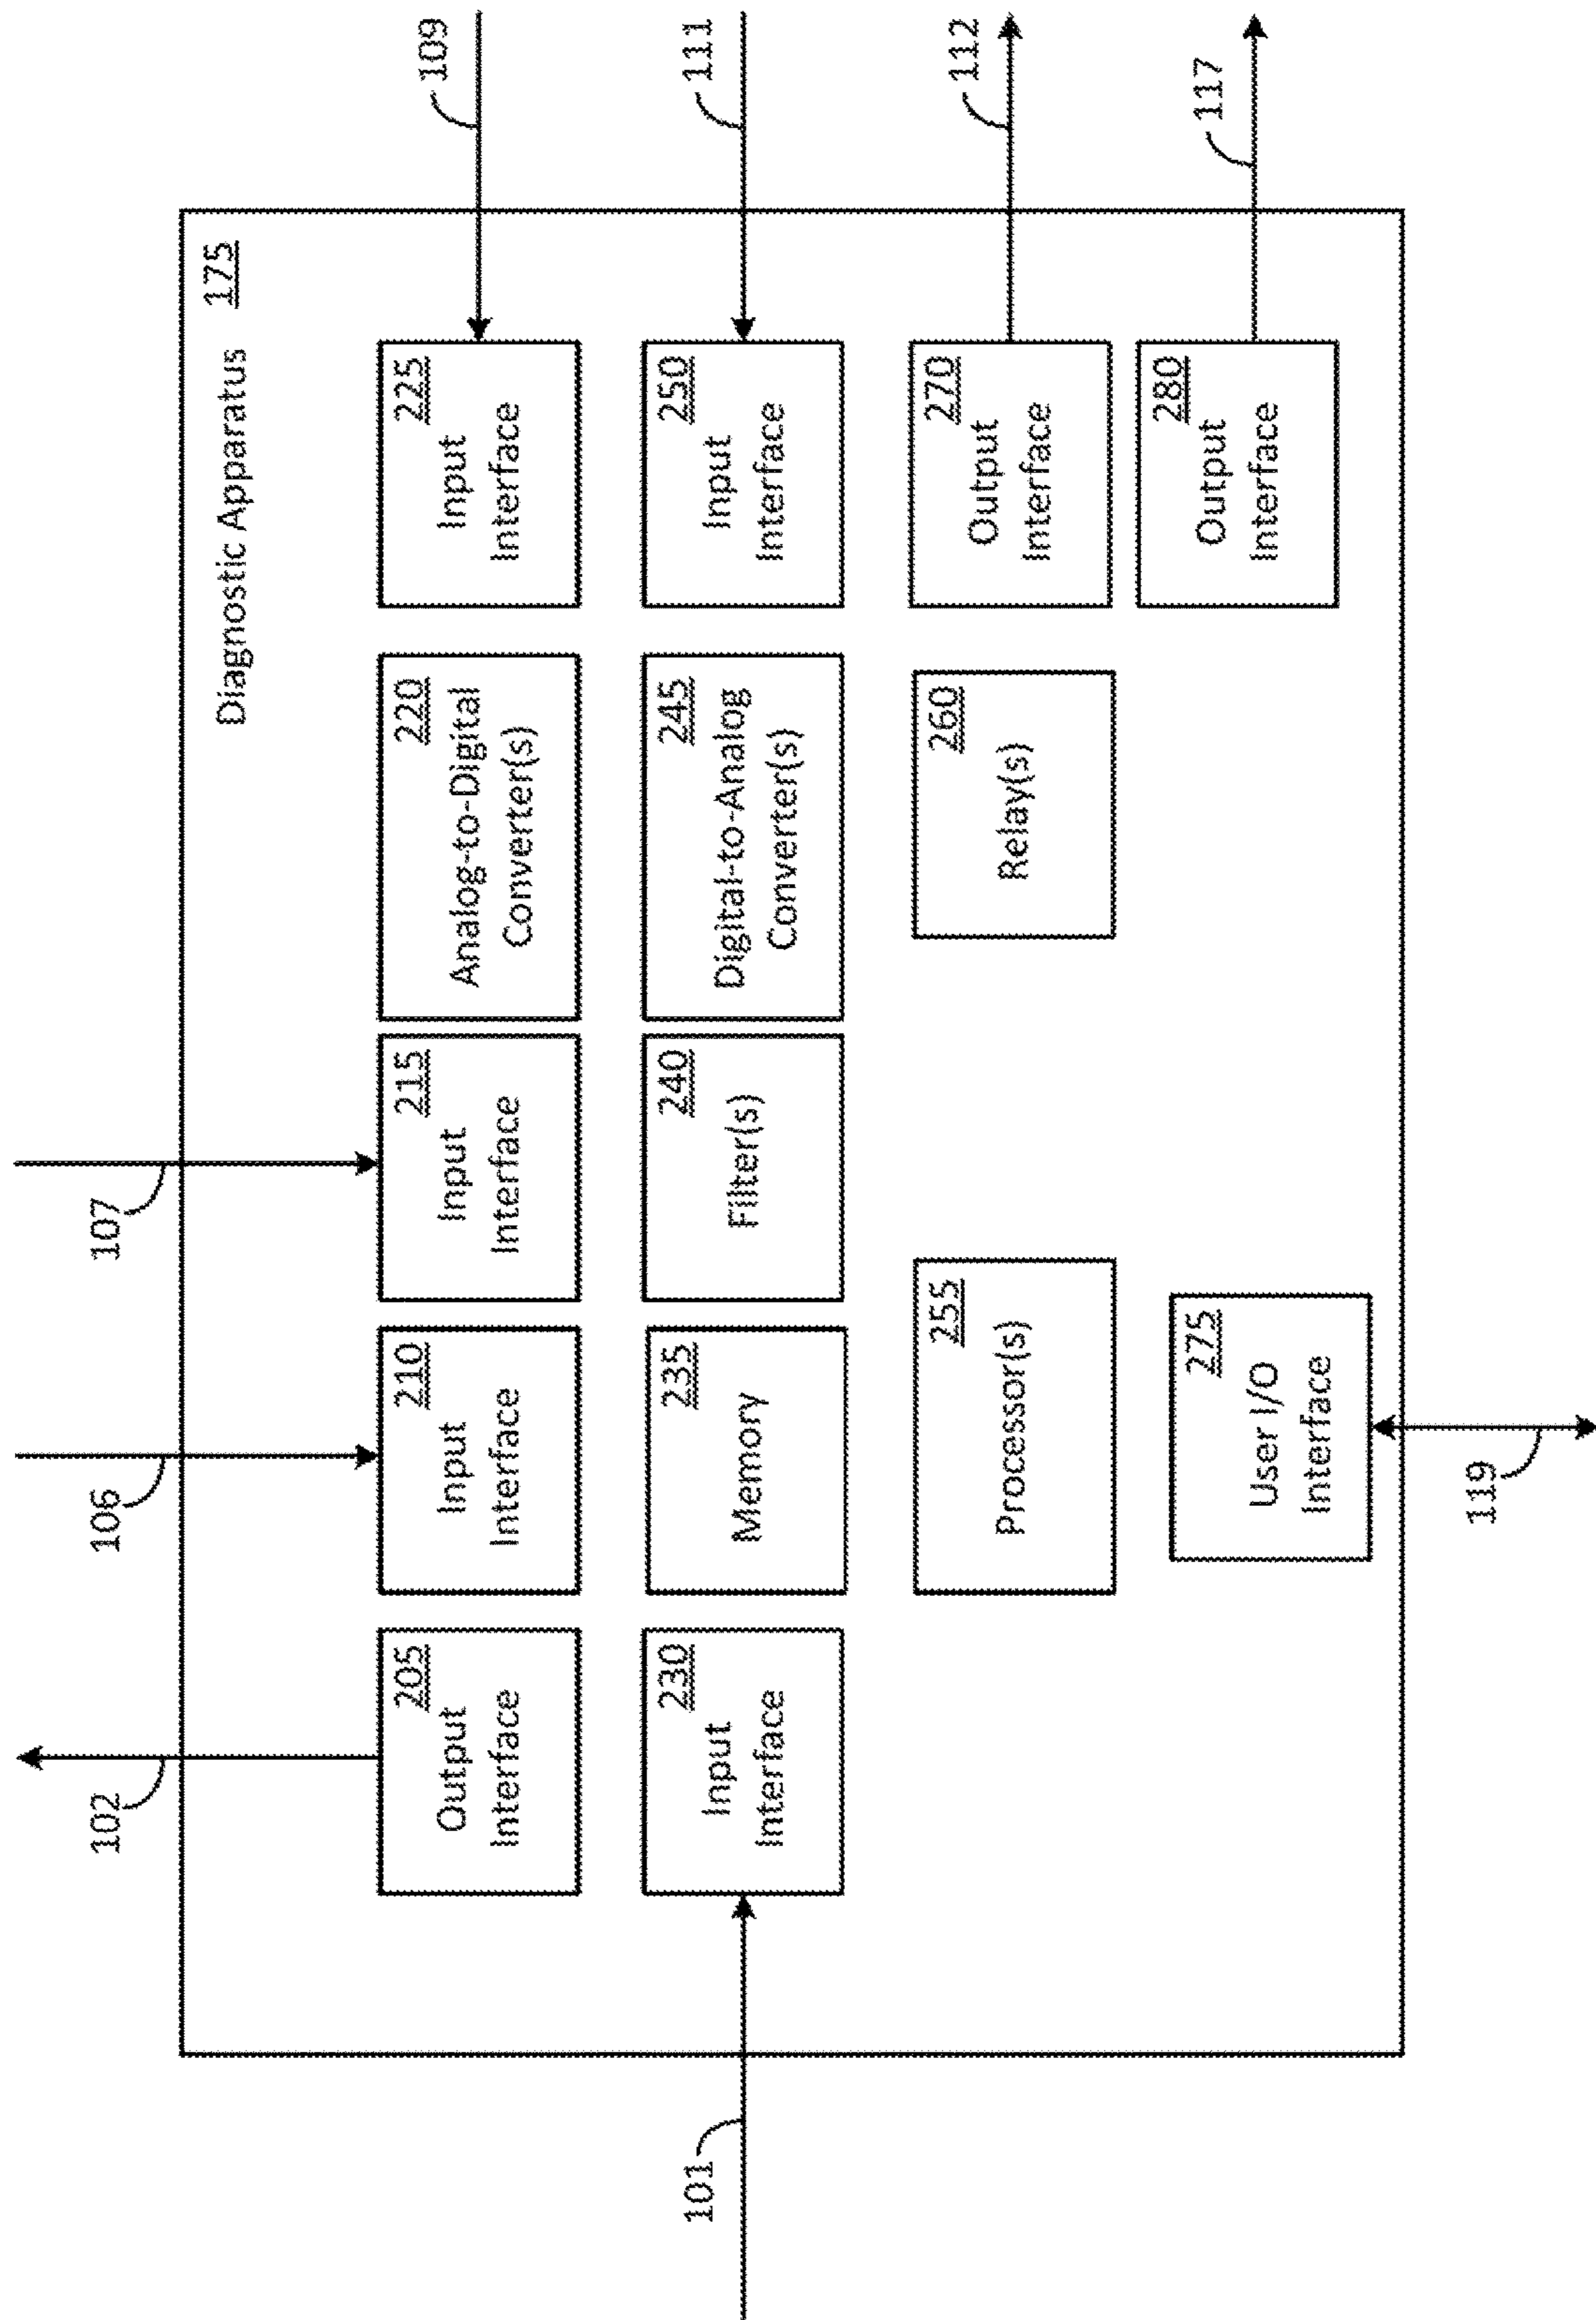 102
106
107
Diagnostic Apparatus 175
205
Output
Interface
210
Input
Interface
215
Input
Interface
220
Analog-to-Digital
Converter(s)
225
Input
Interface
109
101
230
Input
Interface
235
Memory
240
Filter(s)
245
Digital-to-Analog
Converter(s)
250
Input
Interface
111
255
Processor(s)
260
Relay(s)
270
Output
Interface
112
275
User I/O
Interface
280
Output
Interface
117
119